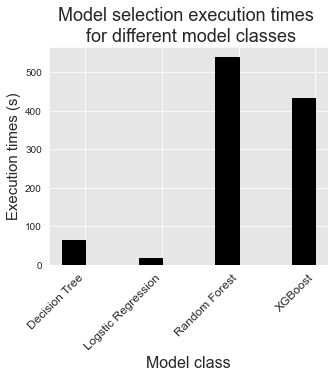 Model selection execution times
for different model classes
Execution times (s)
500
400
300
200
100
0
Decision Tree
Logstic Regression
Random Forest
XGBoost
Model class